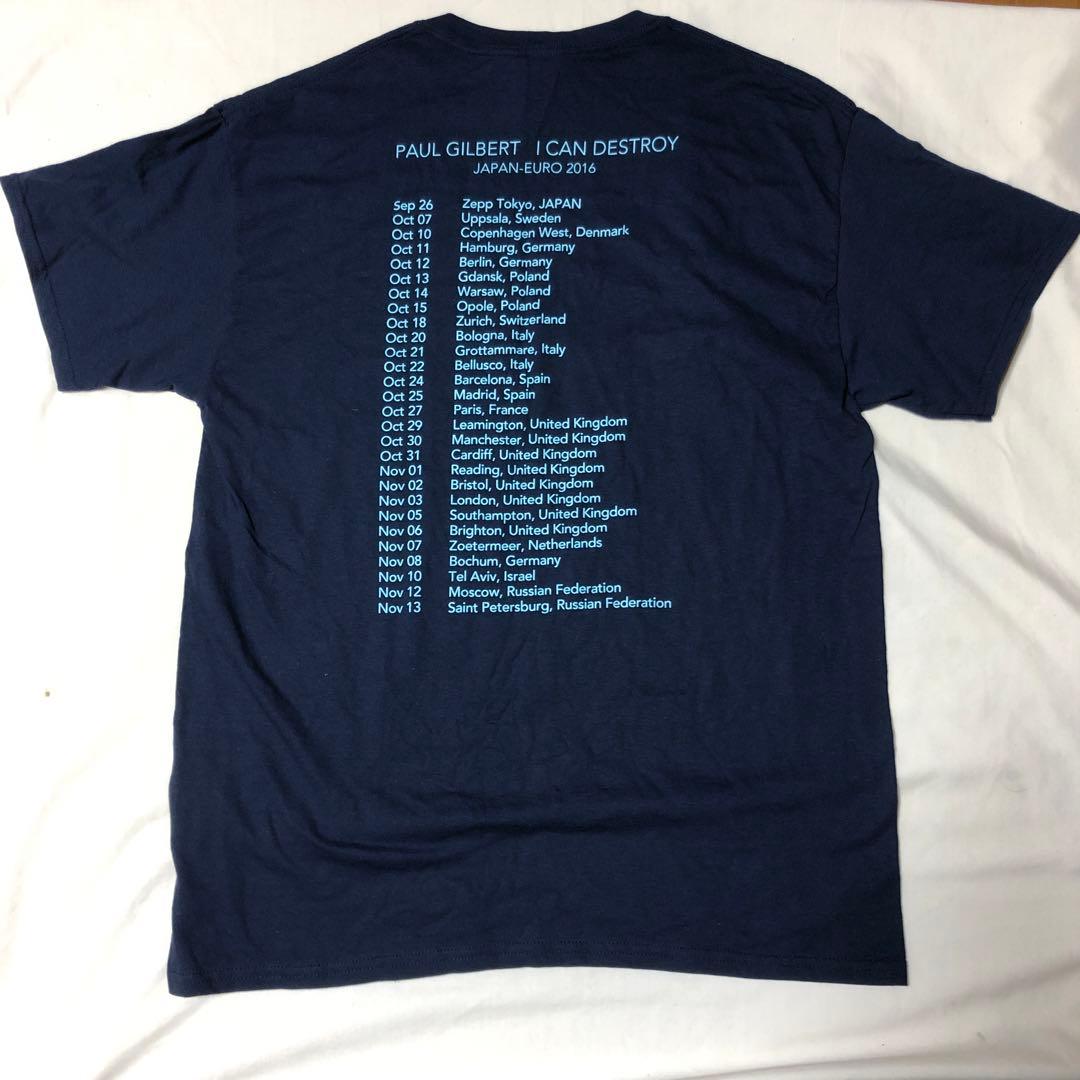 PAUL GILBERT I CAN DESTROY
JAPAN-EURO 2016
Sep 26 Zepp Tokyo, JAPAN
Oct 07 Uppsala, Sweden
Oct 10 Copenhagen West, Denmark
Oct 11 Hamburg, Germany
Oct 12 Berlin, Germany
Oct 13 Gdansk, Poland
Oct 14 Warsaw, Poland
Oct 15 Opole, Poland
Oct 18 Zurich, Switzerland
Oct 20 Bologna, Italy
Oct 21 Grottammare, Italy
Oct 22 Bellusco, Italy
Oct 24 Barcelona, Spain
Oct 25 Madrid, Spain
Oct 27 Paris, France
Oct 29 Leamington, United Kingdom
Oct 30 Manchester, United Kingdom
Oct 31 Cardiff, United Kingdom
Nov 01 Reading, United Kingdom
Nov 02 Bristol, United Kingdom
Nov 03 London, United Kingdom
Nov 05 Southampton, United Kingdom
Nov 06 Brighton, United Kingdom
Nov 07 Zoetermeer, Netherlands
Nov 08 Bochum, Germany
Nov 10 Tel Aviv, Israel
Nov 12 Moscow, Russian Federation
Nov 13 Saint Petersburg, Russian Federation